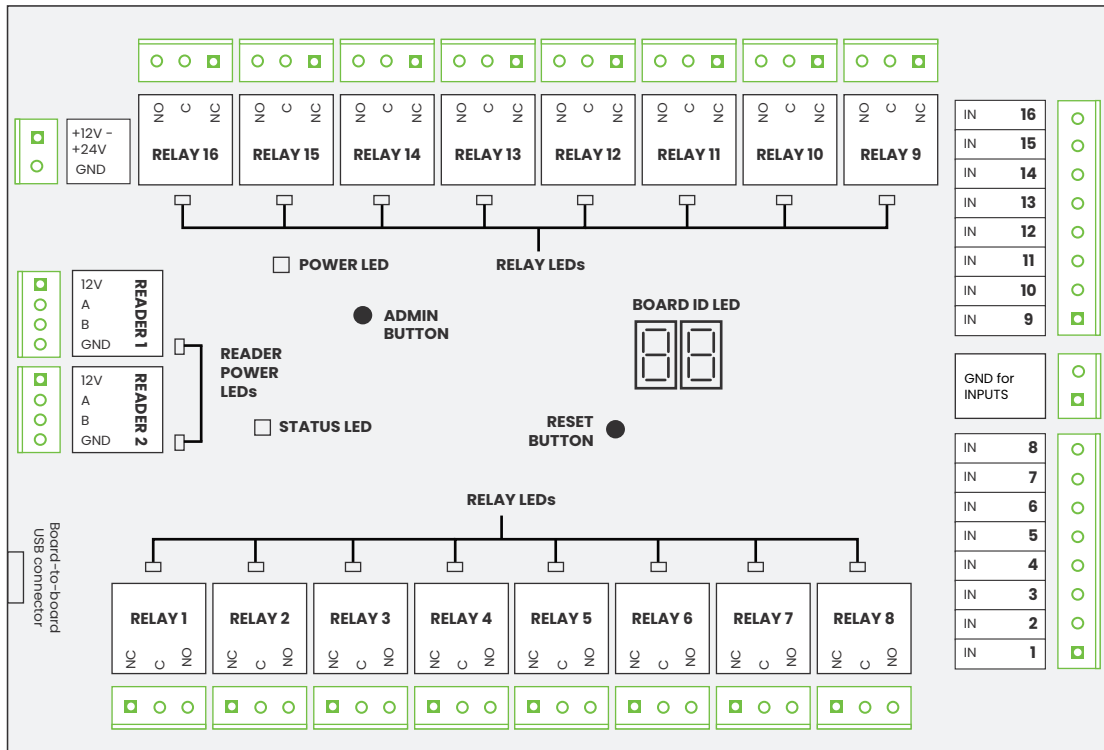 NO C NC
RELAY 16
NO C NC
RELAY 15
NO C NC
RELAY 14
NO C NC
RELAY 13
NO C NC
RELAY 12
NO C NC
RELAY 11
NO C NC
RELAY 10
NO C NC
RELAY 9
+12V -
+24V
GND
RELAY LEDs
POWER LED
ADMIN
BUTTON
BOARD ID LED
88
12V
A
B
GND
READER 1
12V
A
B
GND
READER 2
READER
POWER
LEDs
STATUS LED
RESET
BUTTON
IN 16
IN 15
IN 14
IN 13
IN 12
IN 11
IN 10
IN 9
GND for
INPUTS
IN 8
IN 7
IN 6
IN 5
IN 4
IN 3
IN 2
IN 1
Board-to-board
USB connector
RELAY LEDs
RELAY 1
NC C NO
RELAY 2
NC C NO
RELAY 3
NC C NO
RELAY 4
NC C NO
RELAY 5
NC C NO
RELAY 6
NC C NO
RELAY 7
NC C NO
RELAY 8
NC C NO